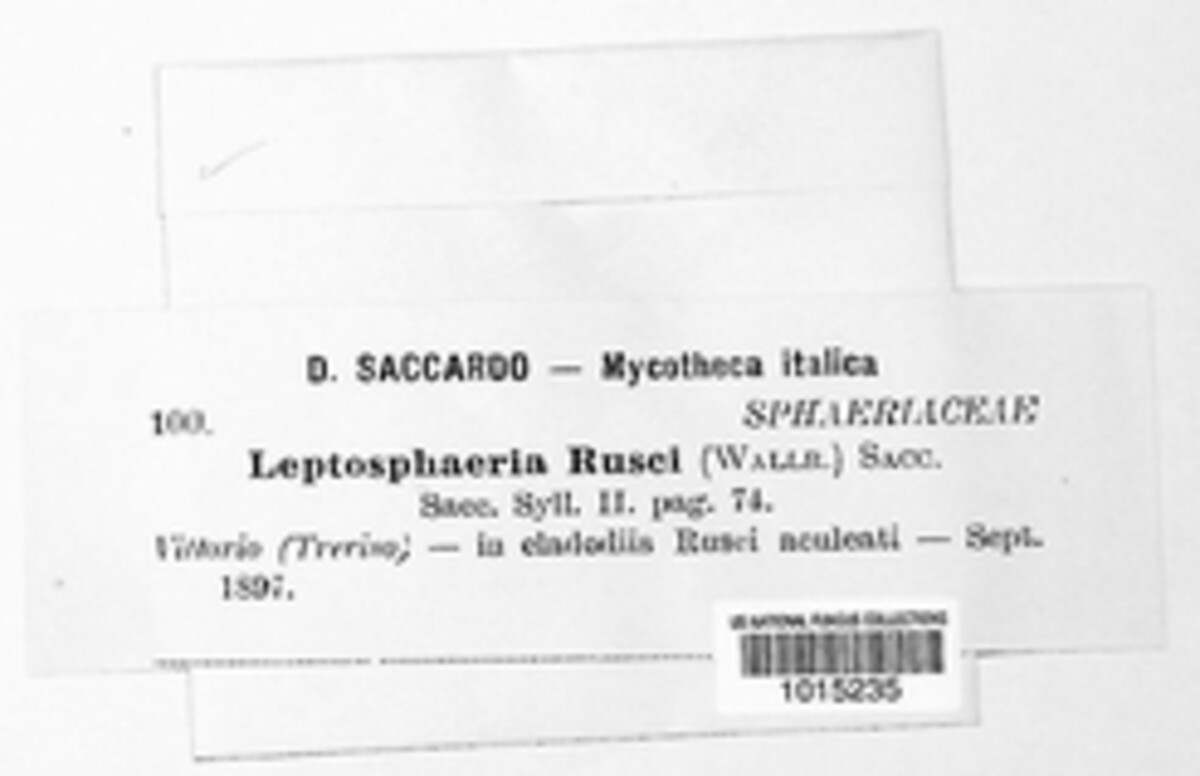 D. SACCARDO — Mycotheca italica
100. SPHAERIACEAE
Leptosphaeria Rusci (WALLR.) SACC.
Sacc. Syll. II. pag. 74.
Vittorio (Treviso) — in cladodiis Rusci aculeati — Sept.
1897.
US NATIONAL FUNGUS COLLECTIONS
1015235